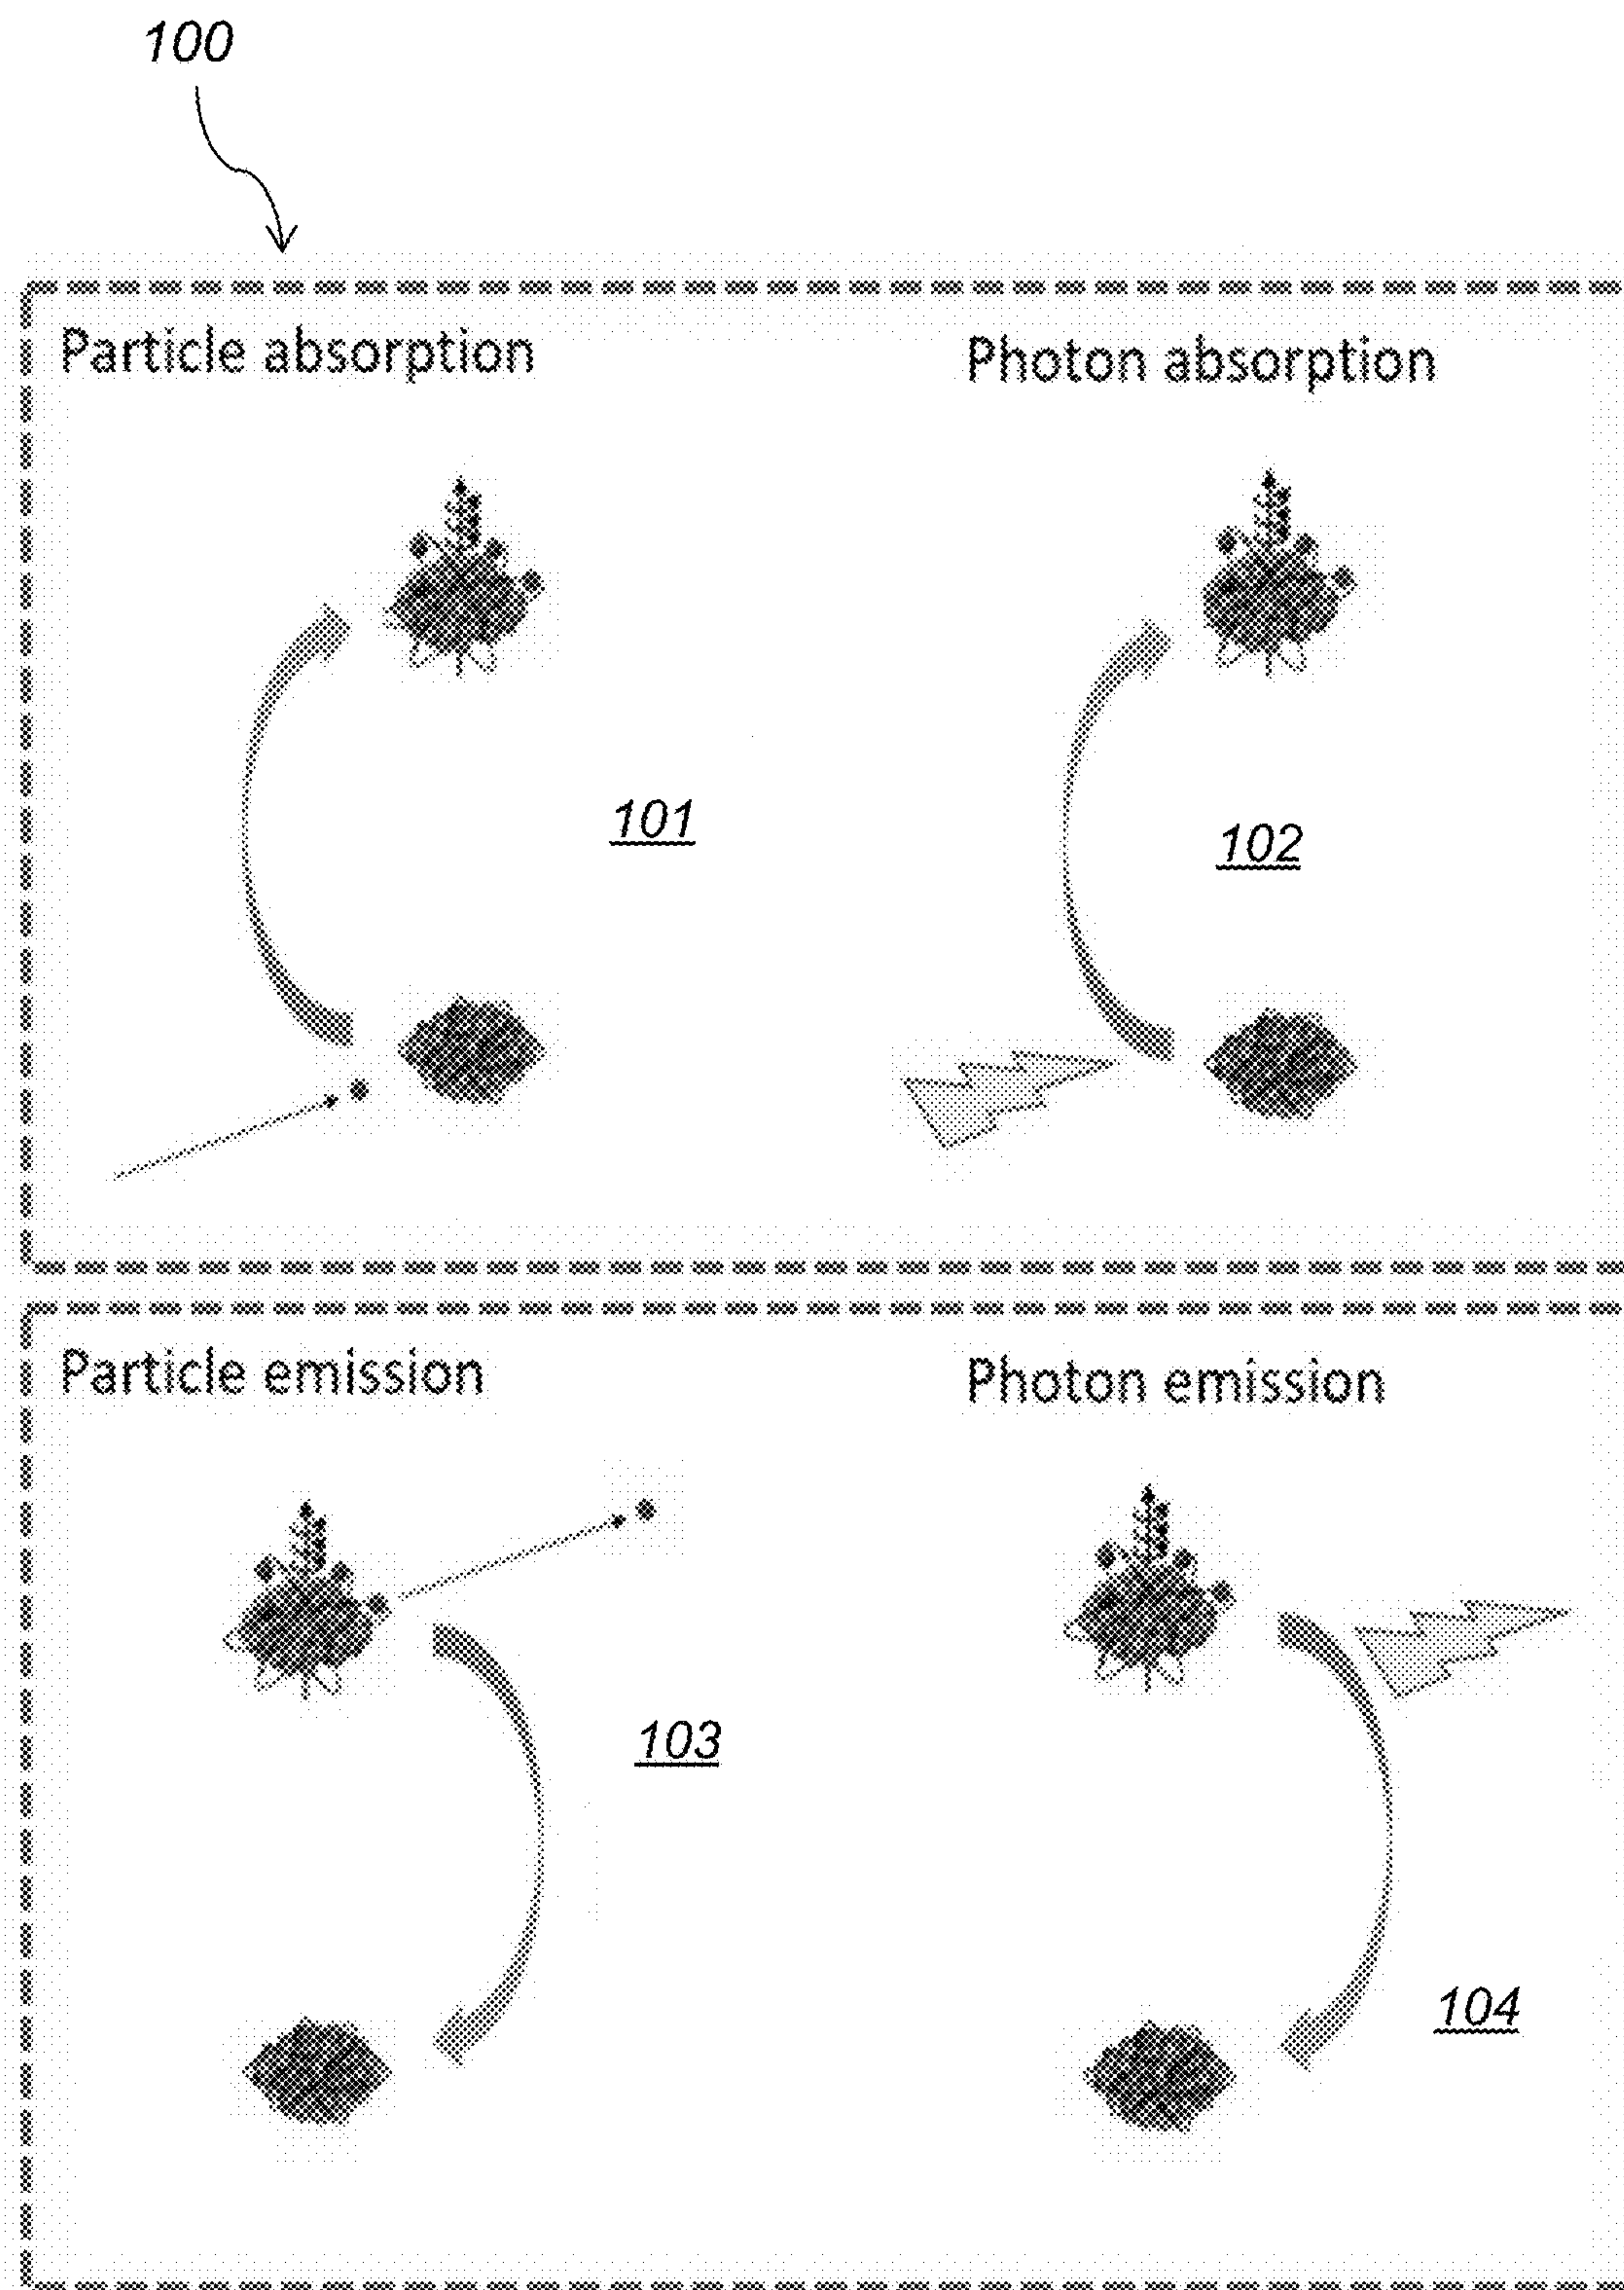 100
Particle absorption
Photon absorption
101
102
Particle emission
Photon emission
103
104